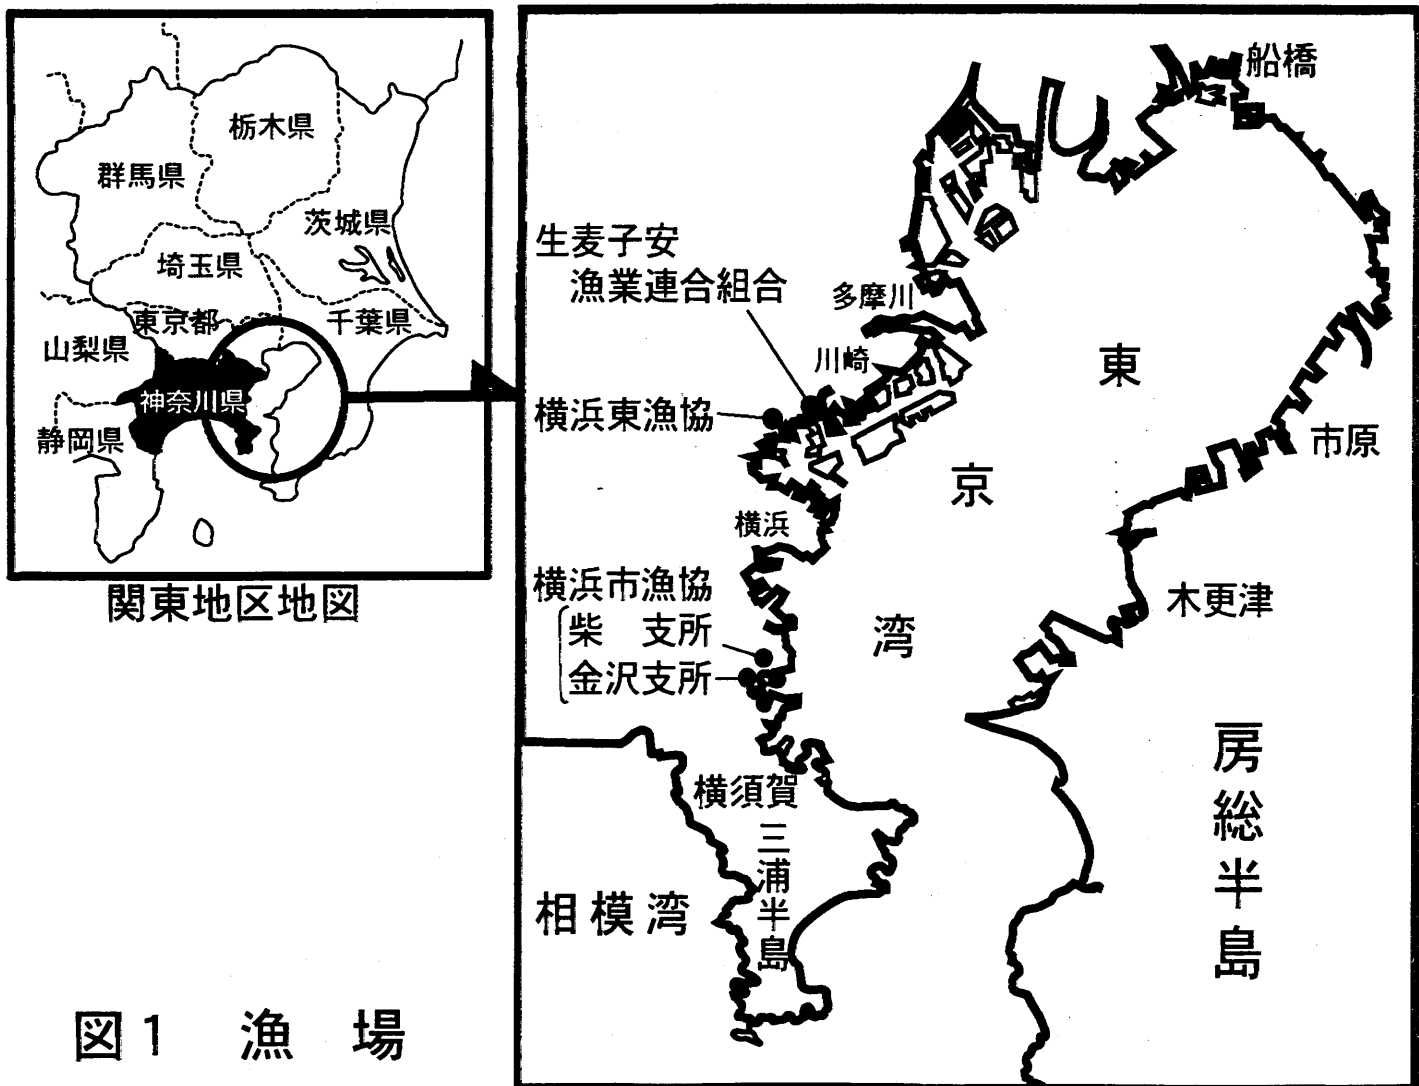 栃木県
群馬県
茨城県
埼玉県
東京都
千葉県
山梨県
神奈川県
静岡県
関東地区地図
船橋
生麦子安
漁業連合組合
多摩川
川崎
横浜東漁協
横浜
横浜市漁協
柴 支所
金沢支所
東京湾
市原
木更津
横須賀
三浦半島
相模湾
房総半島
図1 漁 場